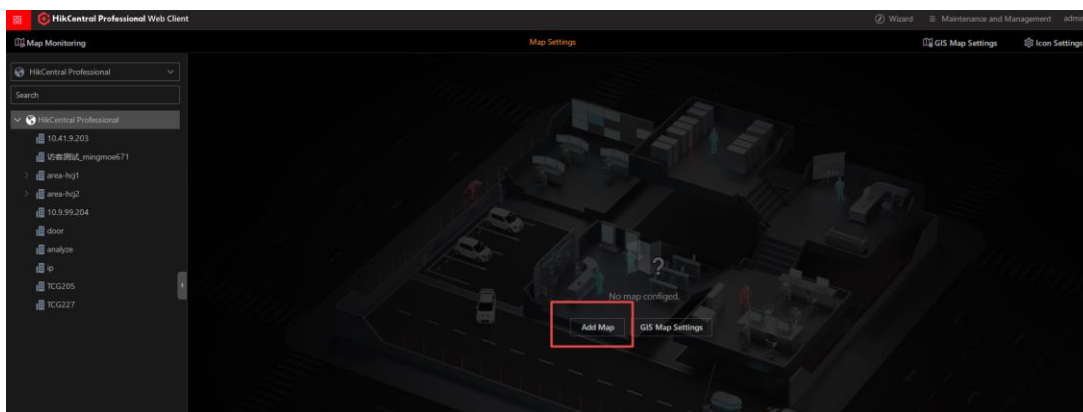 HikCentral Professional Web Client
Wizard
Maintenance and Management
admi
Map Monitoring
Map Settings
GIS Map Settings
Icon Settings
HikCentral Professional
Search
HikCentral Professional
10.41.9.203
访客测试_mingmoe671
area-hq1
area-hq2
10.9.99.204
door
analyze
ip
TCG205
TCG227
?
No map configed.
Add Map
GIS Map Settings